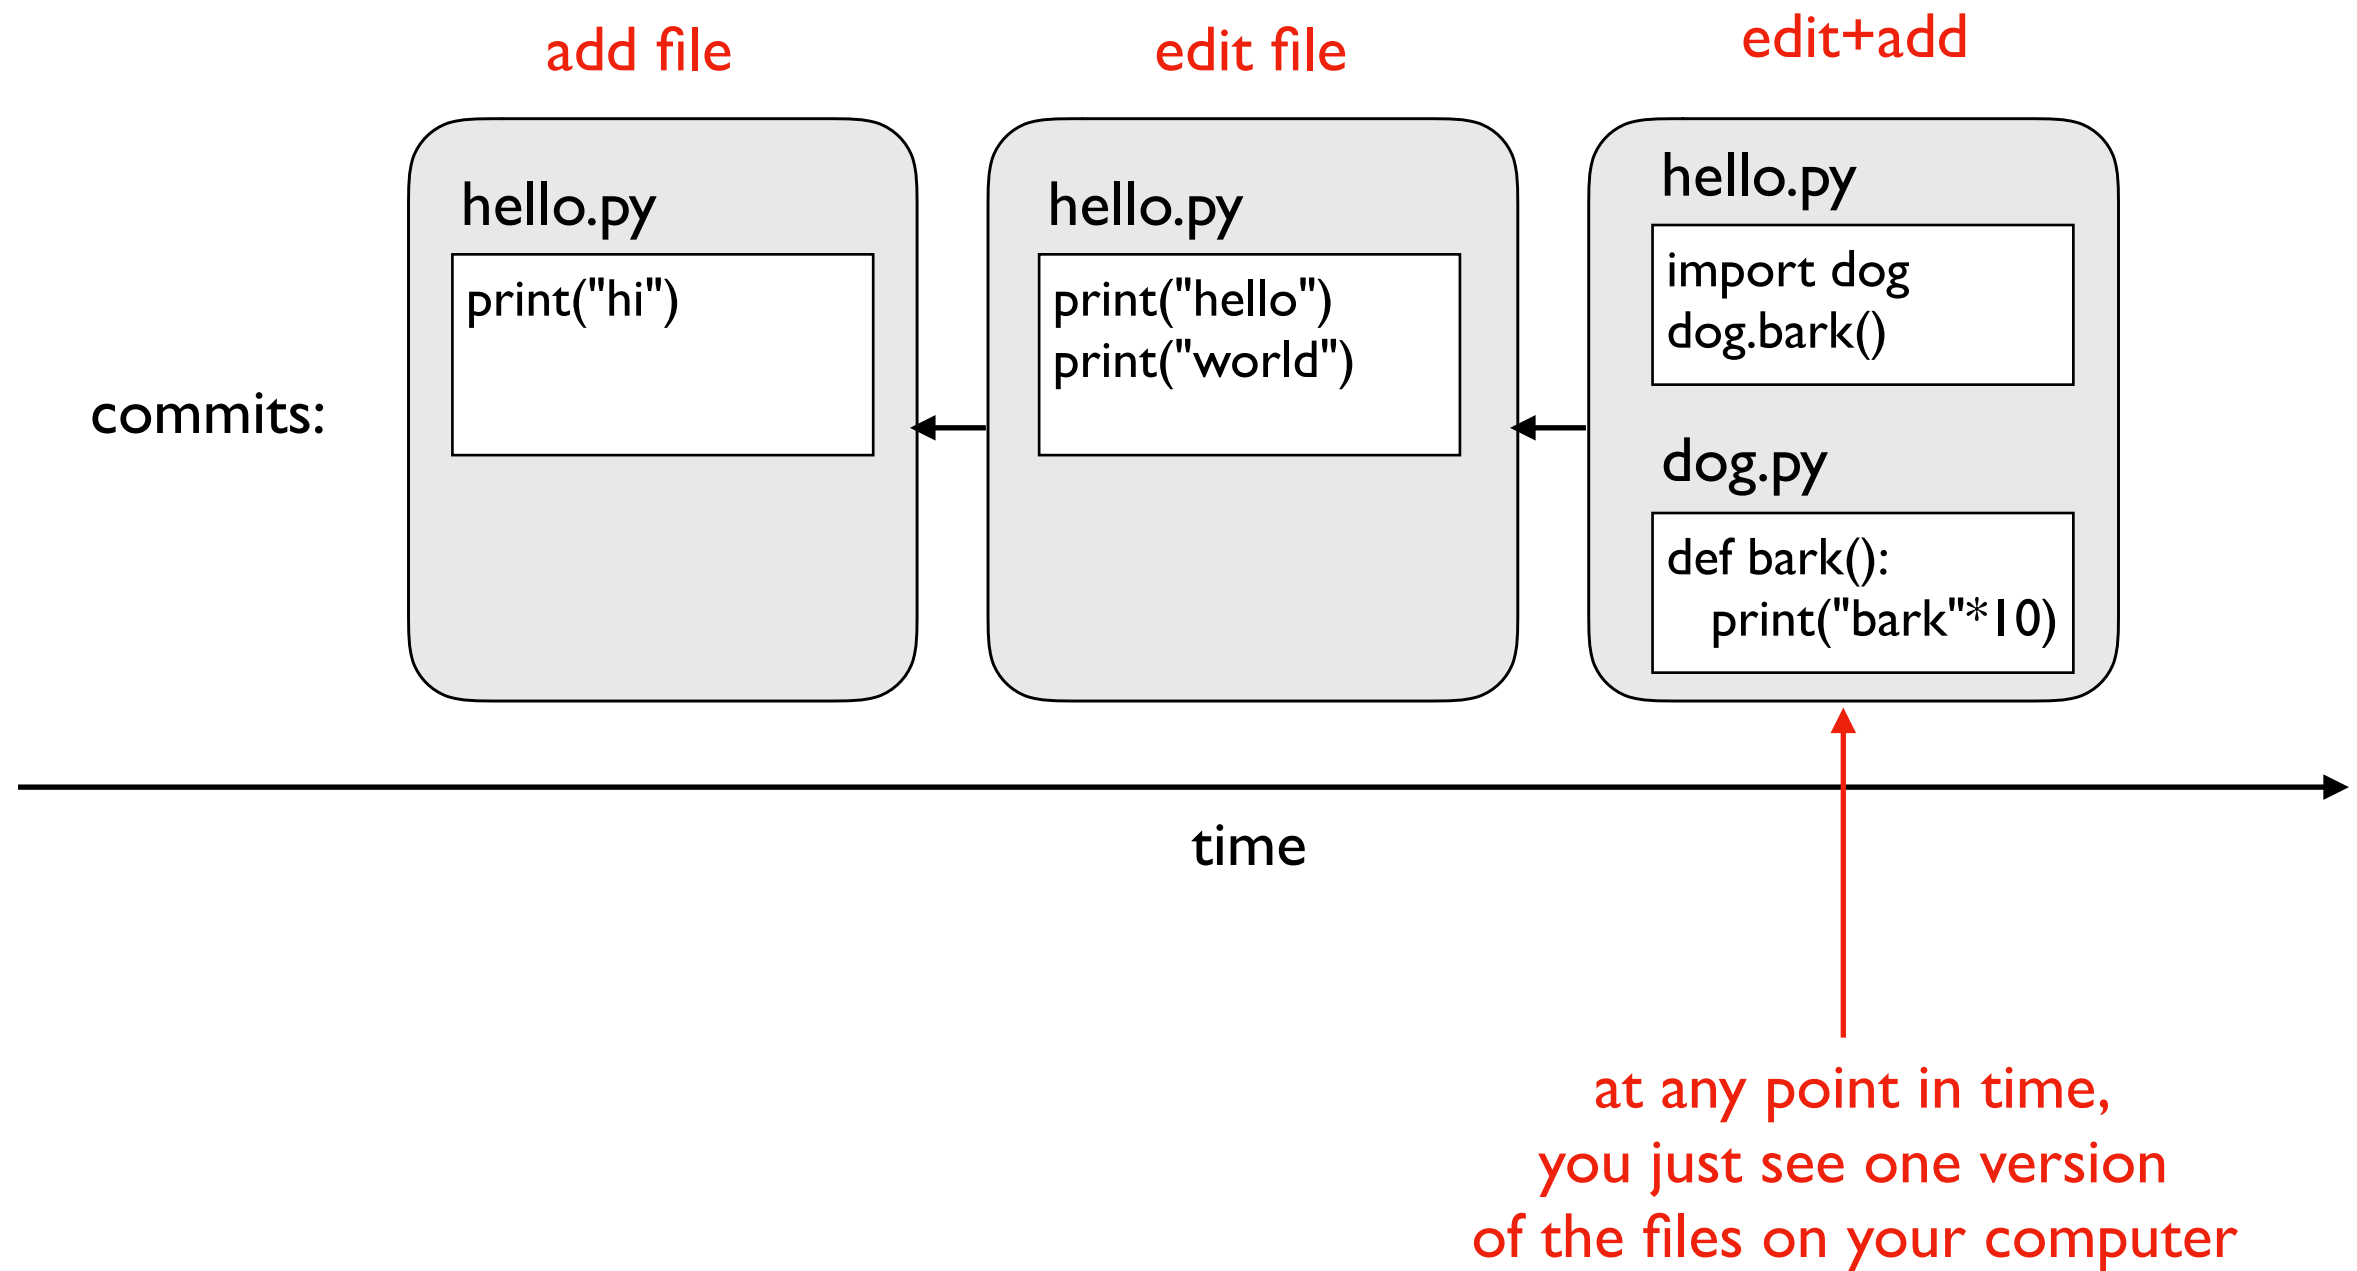 add file
edit file
edit+add
commits:
hello.py
print("hi")
hello.py
print("hello")
print("world")
hello.py
import dog
dog.bark()
dog.py
def bark():
    print("bark"*10)
time
at any point in time,
you just see one version
of the files on your computer